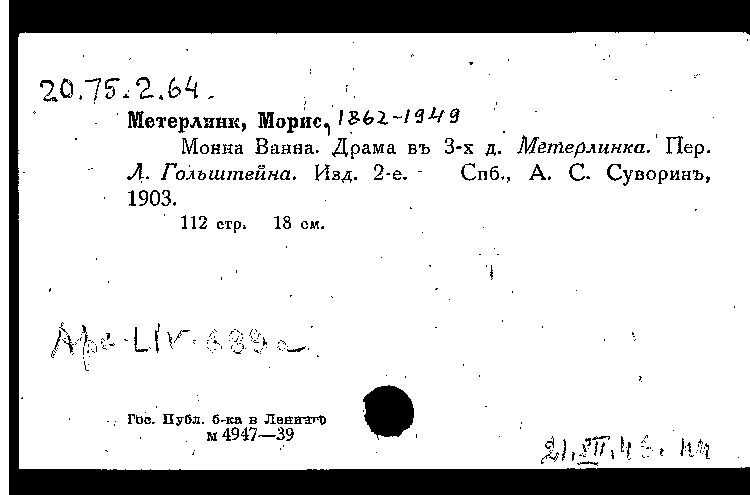 20.75.2.64.
Метерлинк, Морис, 1862-1949
Монна Ванна. Драма въ 3-х д. Метерлинка. Пер.
Л. Гольштейна. Изд. 2-е. Спб., А. С. Суворинъ,
1903.
112 стр. 18 см.
Гос. Публ. б-ка в Лен
м 4947—39